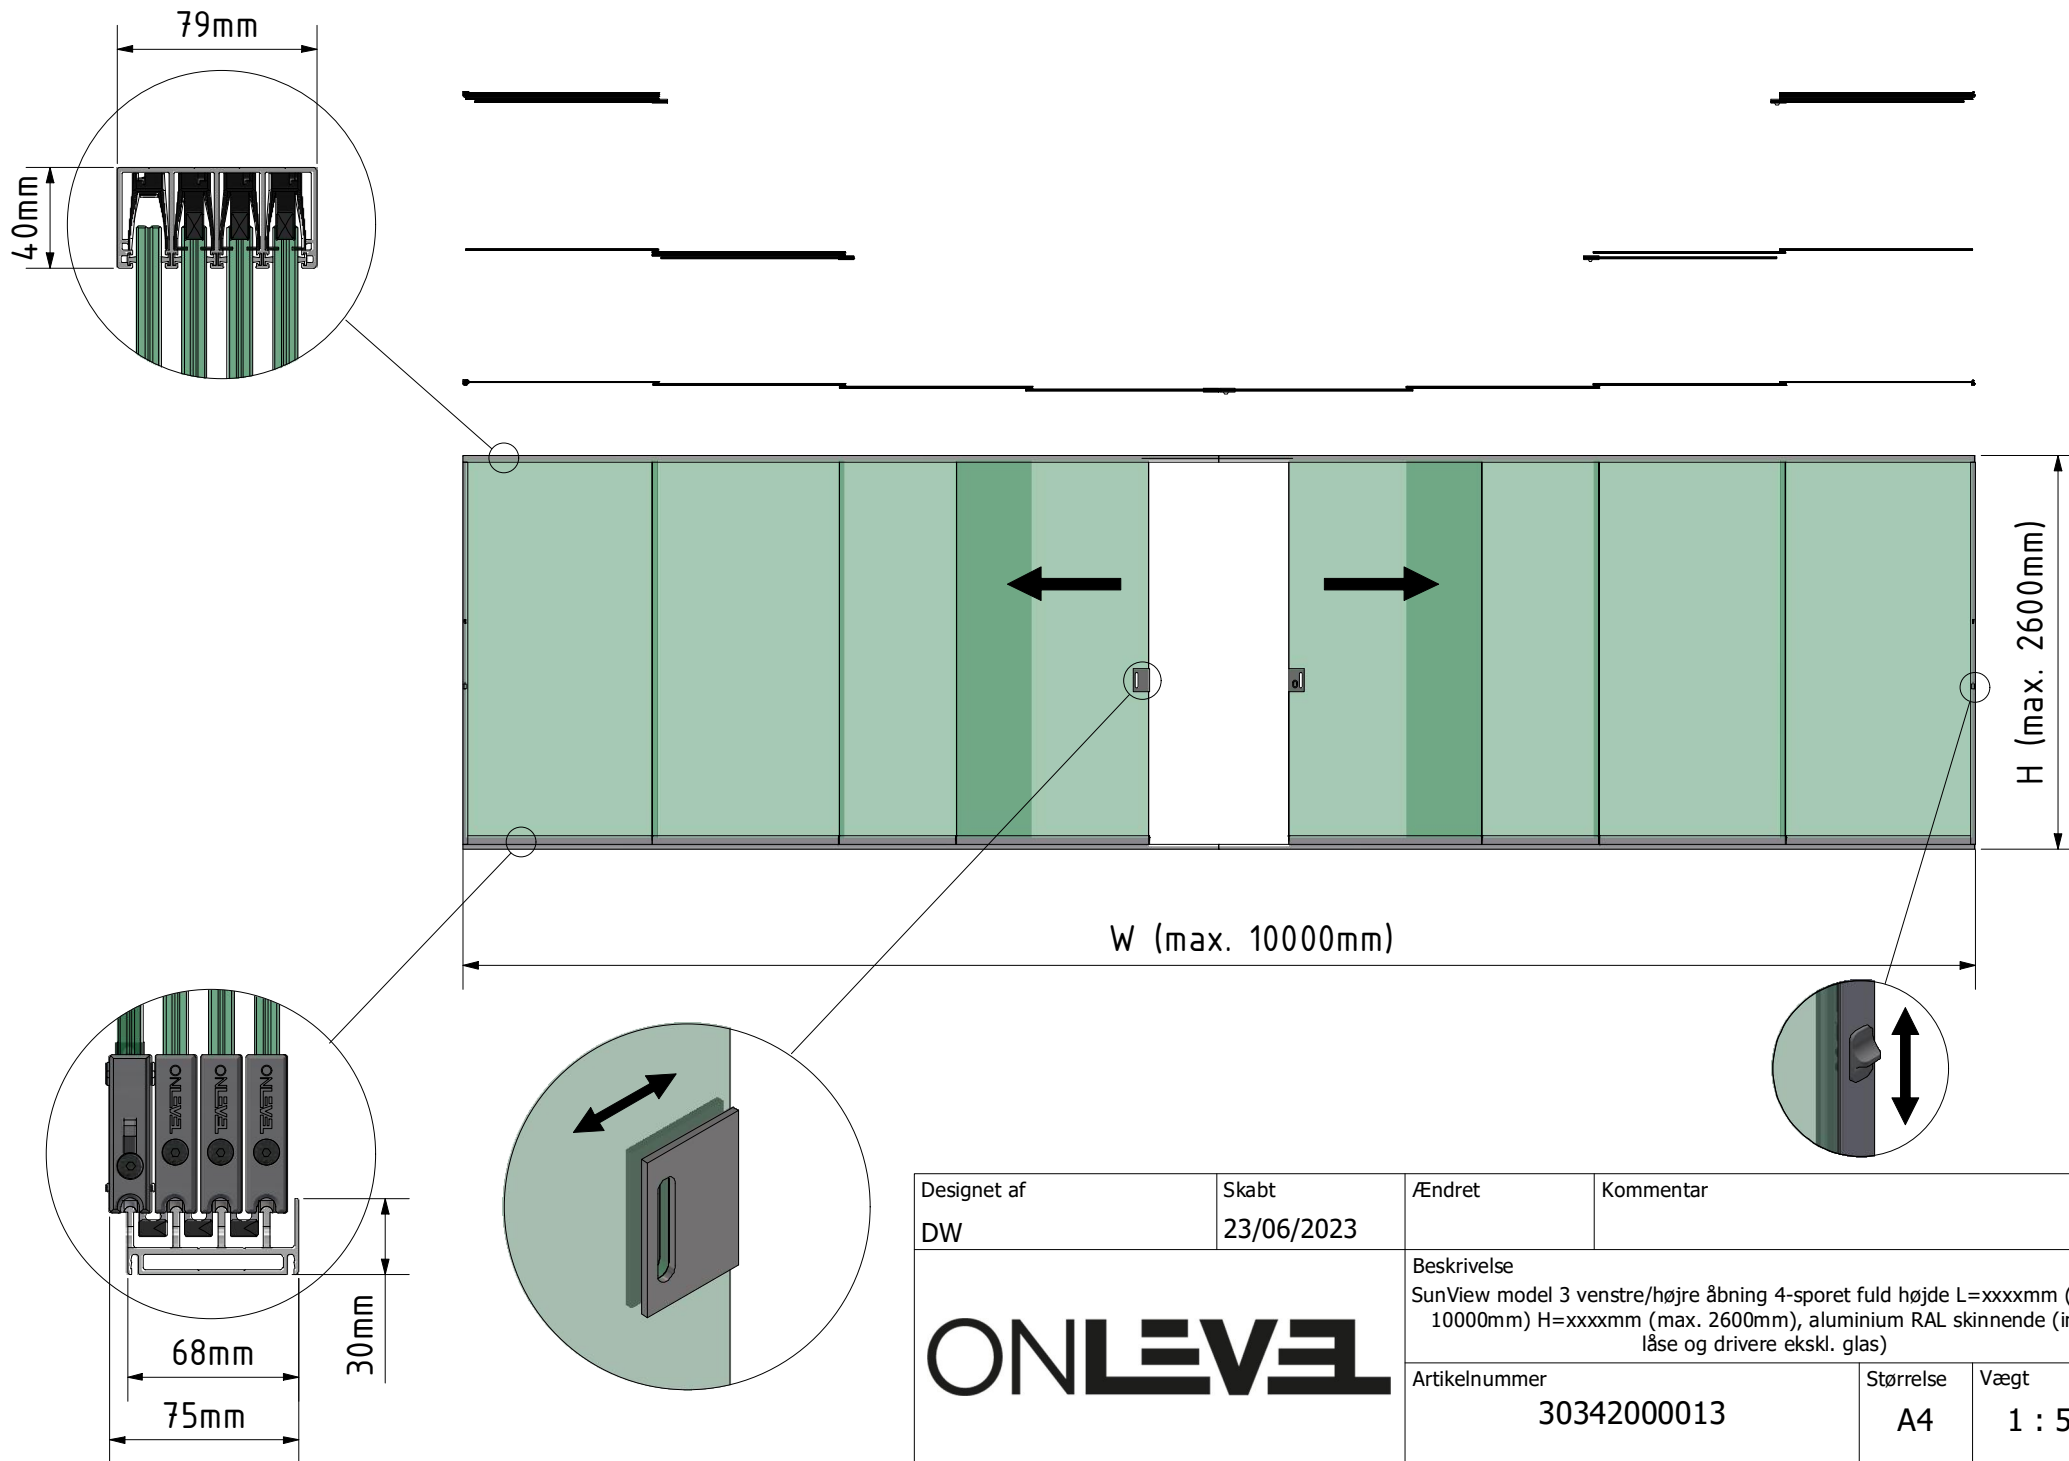 79mm
40mm
H (max. 2600mm)
W (max. 10000mm)
ONLEVEL
ONLEVEL
ONLEVEL
30mm
68mm
75mm
Designet af
DW
Skabt
23/06/2023
Ændret
Kommentar
ONLEVEL
Beskrivelse
SunView model 3 venstre/højre åbning 4-sporet fuld højde L=xxxxmm (
10000mm) H=xxxxmm (max. 2600mm), aluminium RAL skinnende (in
låse og drivere ekskl. glas)
Artikelnummer
30342000013
Størrelse
A4
Vægt
1 : 5